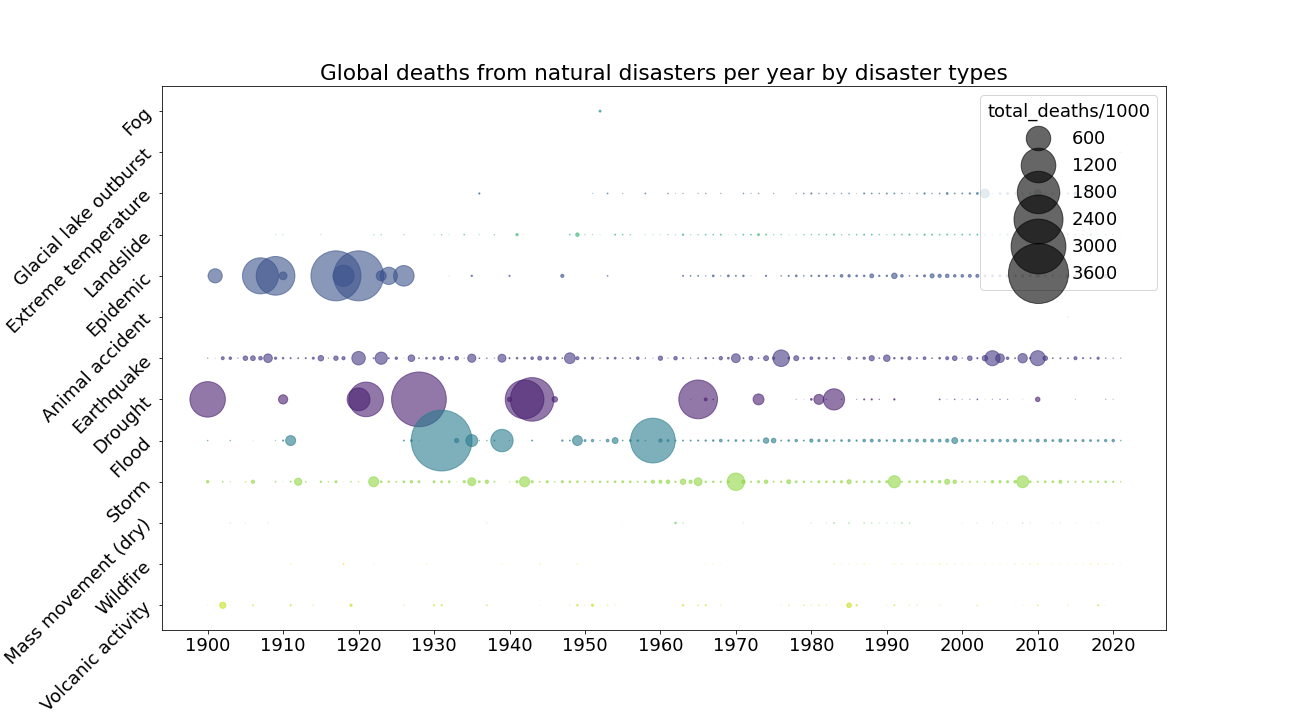 Global deaths from natural disasters per year by disaster types
total_deaths/1000
600
1200
1800
2400
3000
3600
Fog
Glacial lake outburst
Extreme temperature
Landslide
Epidemic
Animal accident
Earthquake
Drought
Flood
Storm
Mass movement (dry)
Wildfire
Volcanic activity
1900 1910 1920 1930 1940 1950 1960 1970 1980 1990 2000 2010 2020